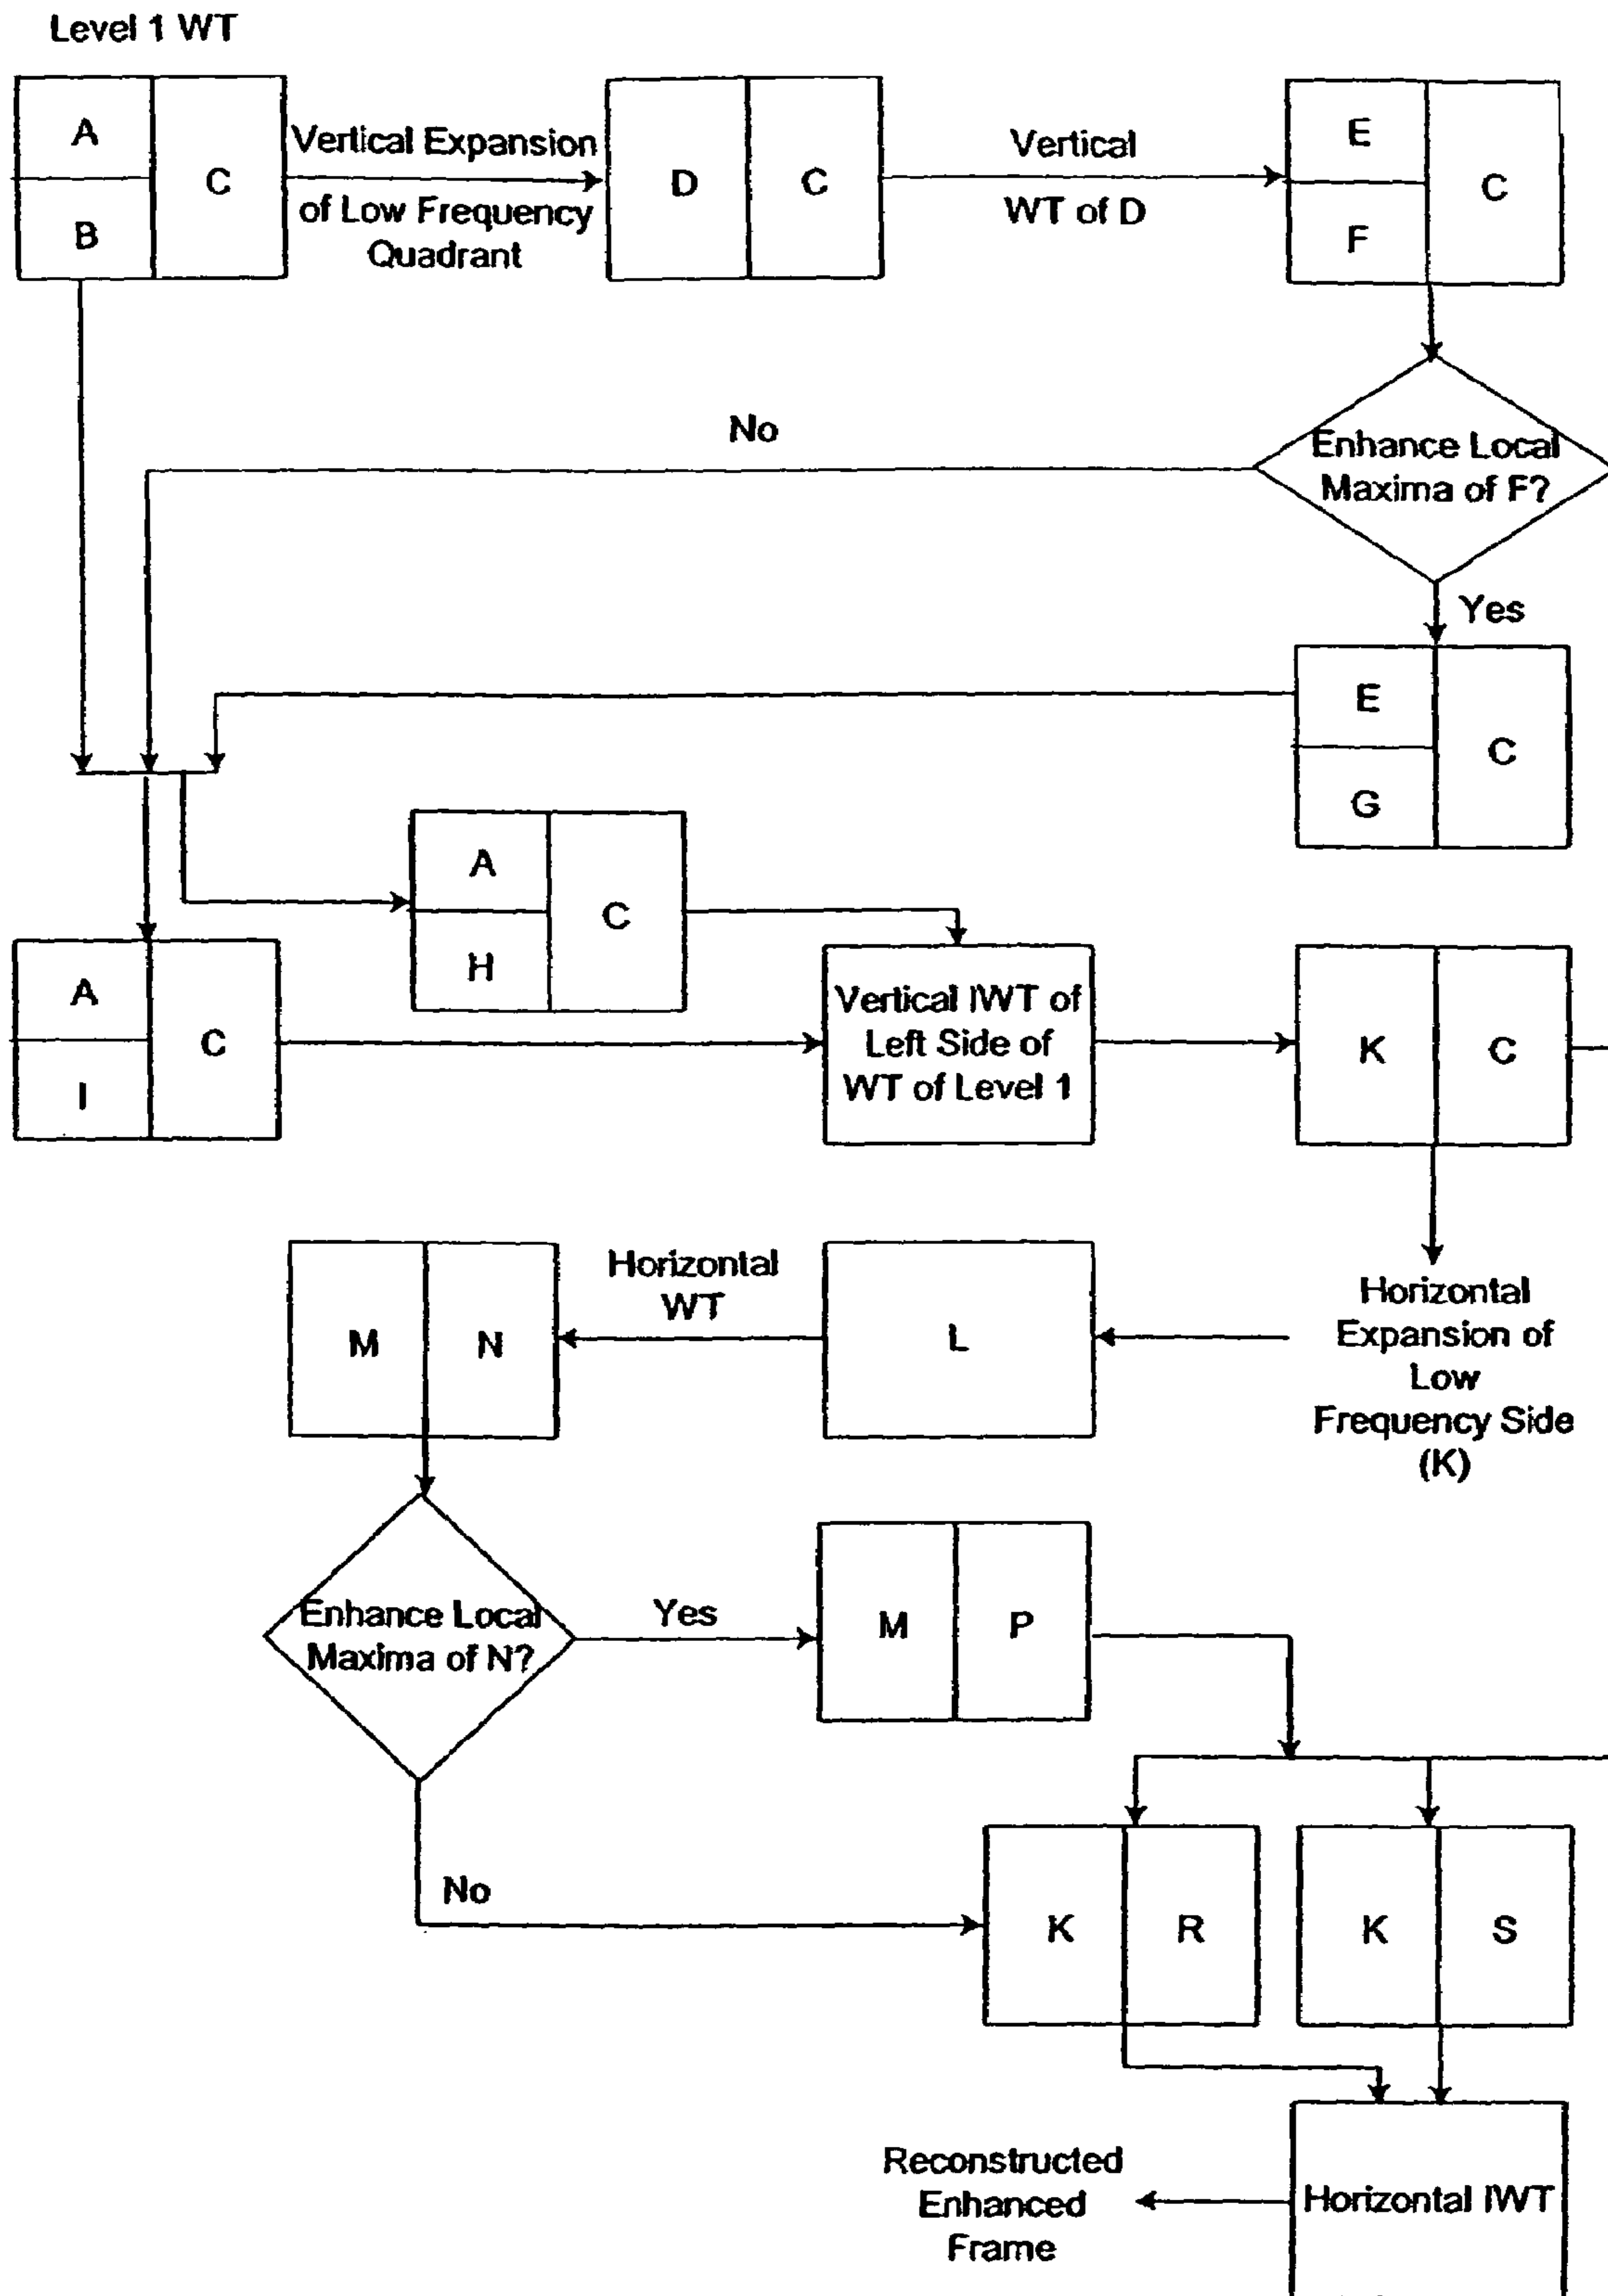 Level 1 WT
A
B
C
Vertical Expansion
of Low Frequency
Quadrant
D
C
Vertical
WT of D
E
F
C
Enhance Local
Maxima of F?
No
Yes
E
G
C
A
H
C
A
I
C
Vertical IWT of
Left Side of
WT of Level 1
K
C
Horizontal
Expansion of
Low
Frequency Side
(K)
L
Horizontal
WT
M
N
Enhance Local
Maxima of N?
Yes
M
P
No
K
R
K
S
Horizontal IWT
Reconstructed
Enhanced
Frame